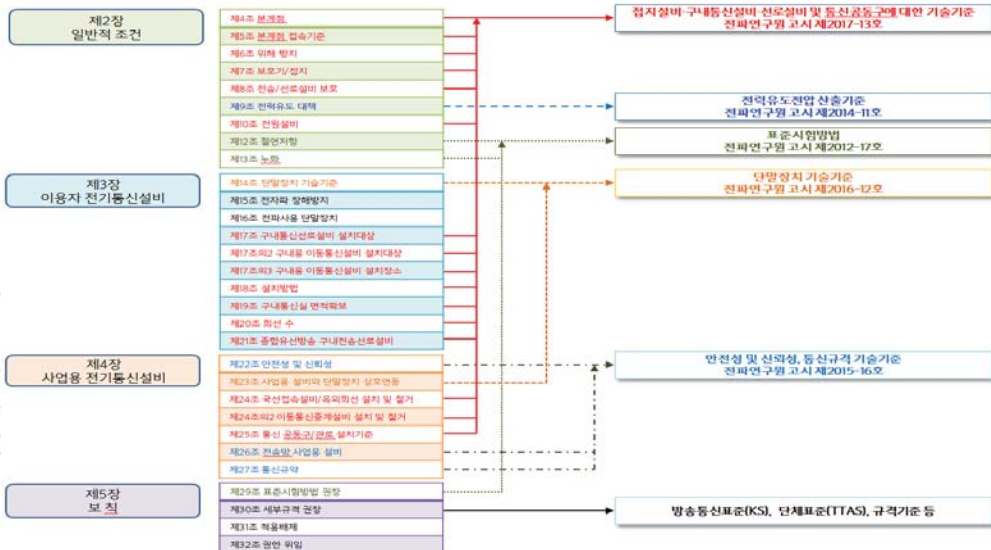 제2장
일반적 조건
제4조 분계점
제5조 분계점 접속기준
제6조 위해 방지
제7조 보호기/접지
제8조 전송/선로설비 보호
제9조 전력유도 대책
제10조 전원설비
제12조 절연저항
제13조 누화
접지설비·구내통신설비·선로설비 및 통신공동구에 대한 기술기준
전파연구원 고시 제2017-13호
전력유도전압 산출기준
전파연구원 고시 제2014-11호
표준시험방법
전파연구원 고시 제2012-17호
제3장
이용자 전기통신설비
제14조 단말장치 기술기준
제15조 전자파 장해방지
제16조 전파사용 단말장치
제17조 구내통신선로설비 설치대상
제17조의2 구내용 이동통신설비 설치대상
제17조의3 구내용 이동통신설비 설치장소
제18조 설치방법
제19조 구내통신실 면적확보
제20조 회선 수
제21조 종합유선방송 구내전송선로설비
단말장치 기술기준
전파연구원 고시 제2016-12호
제4장
사업용 전기통신설비
제22조 안전성 및 신뢰성
제23조 사업용 설비와 단말장치 상호연동
제24조 국선접속설비/옥외회선 설치 및 철거
제24조의2 이동통신중계설비 설치 및 철거
제25조 통신 공동구/관로 설치기준
제26조 전송망 사업용 설비
제27조 통신규약
안전성 및 신뢰성, 통신규격 기술기준
전파연구원 고시 제2015-16호
제5장
보 칙
제29조 표준시험방법 권장
제30조 세부규격 권장
제31조 적용배제
제32조 권한 위임
방송통신표준(KS), 단체표준(TTAS), 규격기준 등